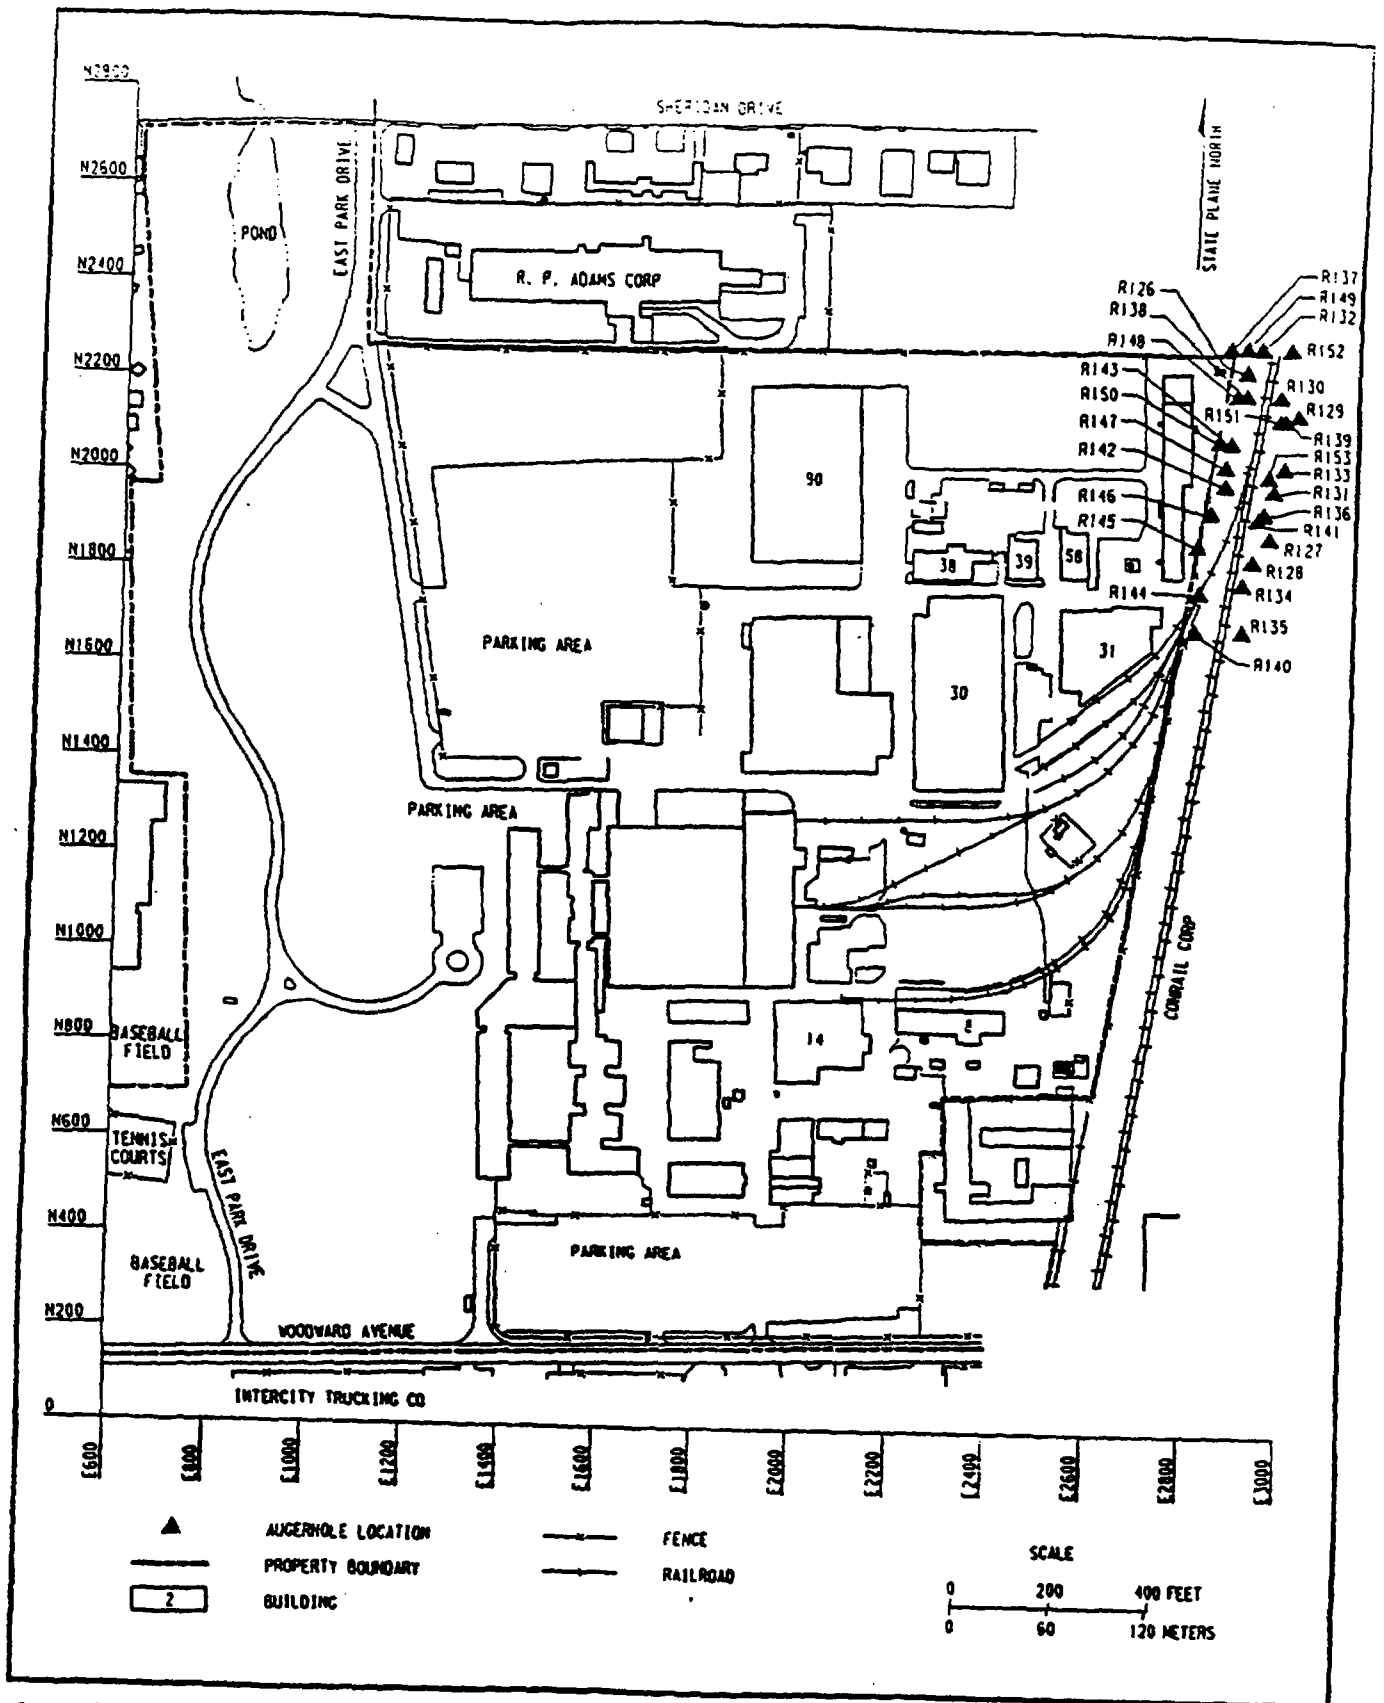 N2800
SHERIDAN DRIVE
N2600
EAST PARK DRIVE
POND
STATE PLANE NORTH
N2400
R. P. ADAMS CORP
R126
R137
R138
R149
R132
R148
R152
N2200
R143
R130
R150
R151
R129
R147
R139
R142
R153
N2000
90
R133
R146
R131
R145
R136
R141
N1800
38
39
58
R127
R128
R144
R134
PARKING AREA
R135
N1600
31
R140
30
N1400
PARKING AREA
N1200
N1000
CONRAIL CORP
N800
BASEBALL
FIELD
14
2
N600
TENNIS
COURTS
EAST PARK DRIVE
N400
BASEBALL
FIELD
PARKING AREA
N200
WOODWARD AVENUE
0
INTERCITY TRUCKING CO
E600
E800
E1000
E1200
E1400
E1600
E1800
E2000
E2200
E2400
E2600
E2800
E3000
AUGERHOLE LOCATION
FENCE
PROPERTY BOUNDARY
RAILROAD
2
BUILDING
SCALE
0 200 400 FEET
0 60 120 METERS